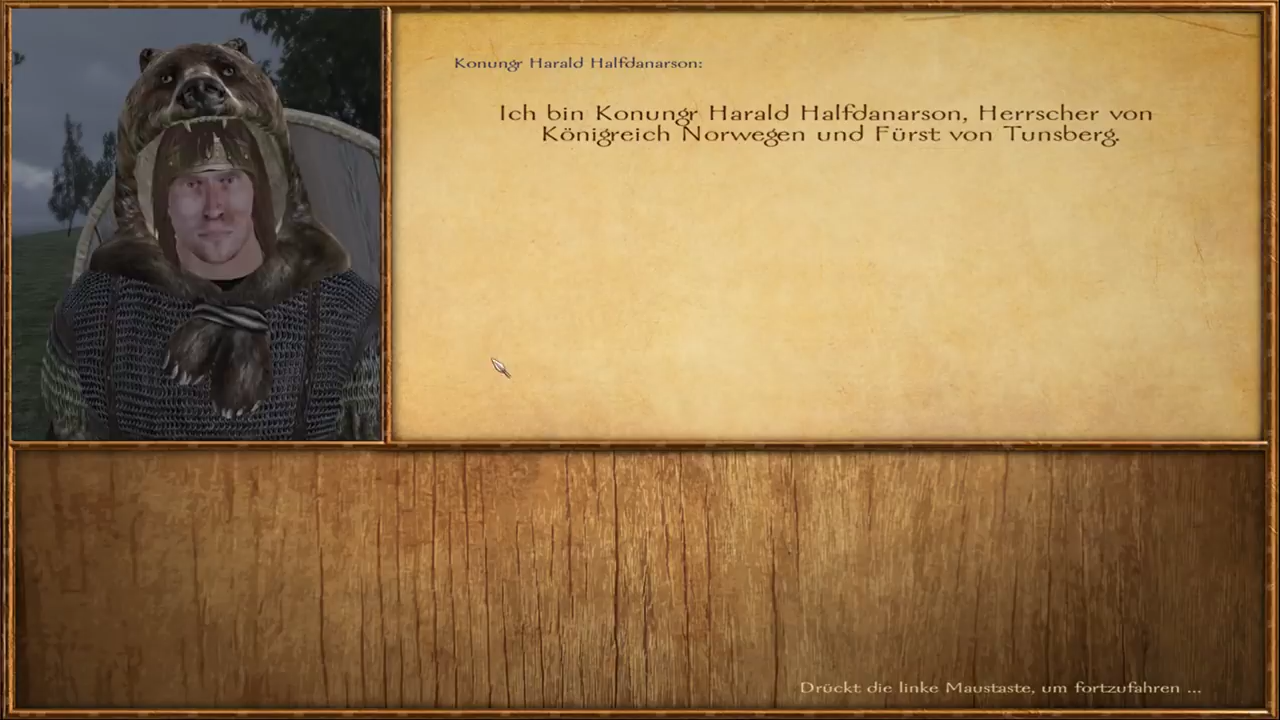 Konungr Harald Halfdanarson:
Ich bin Konungr Harald Halfdanarson, Herrscher von
Königreich Norwegen und Fürst von Tunsberg.
Drückt die linke Maustaste, um fortzufahren ...